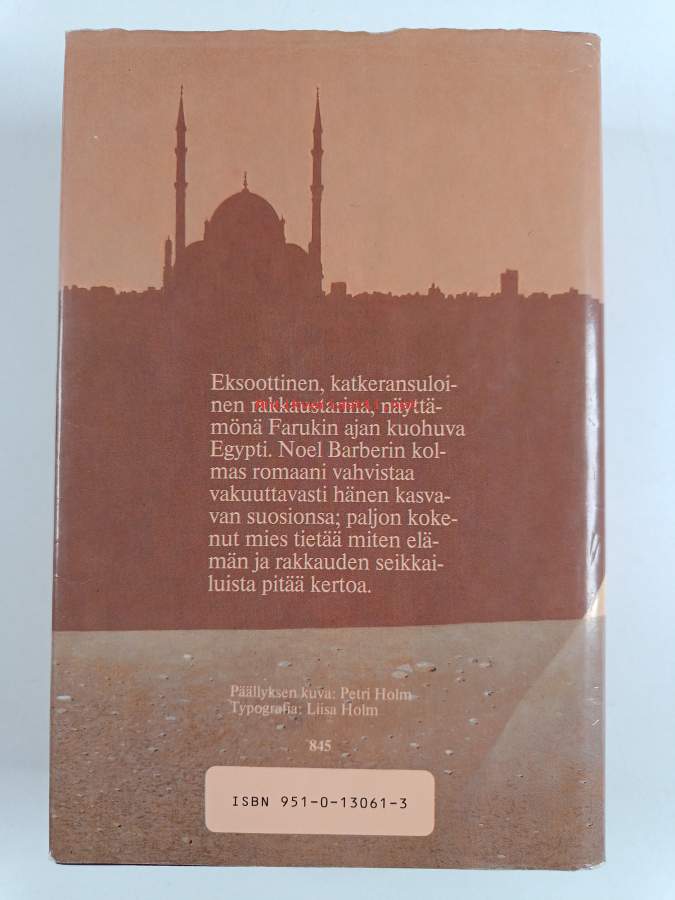 Eksoottinen, katkeransuloi-
nen rakkaustarina, näyttä-
mönä Farukin ajan kuohuva
Egypti. Noel Barberin kol-
mas romaani vahvistaa
vakuuttavasti hänen kasva-
van suosionsa; paljon koke-
nut mies tietää miten elä-
män ja rakkauden seikkai-
luista pitää kertoa.
Päällyksen kuva: Petri Holm
Typografia: Liisa Holm
845
ISBN 951-0-13061-3